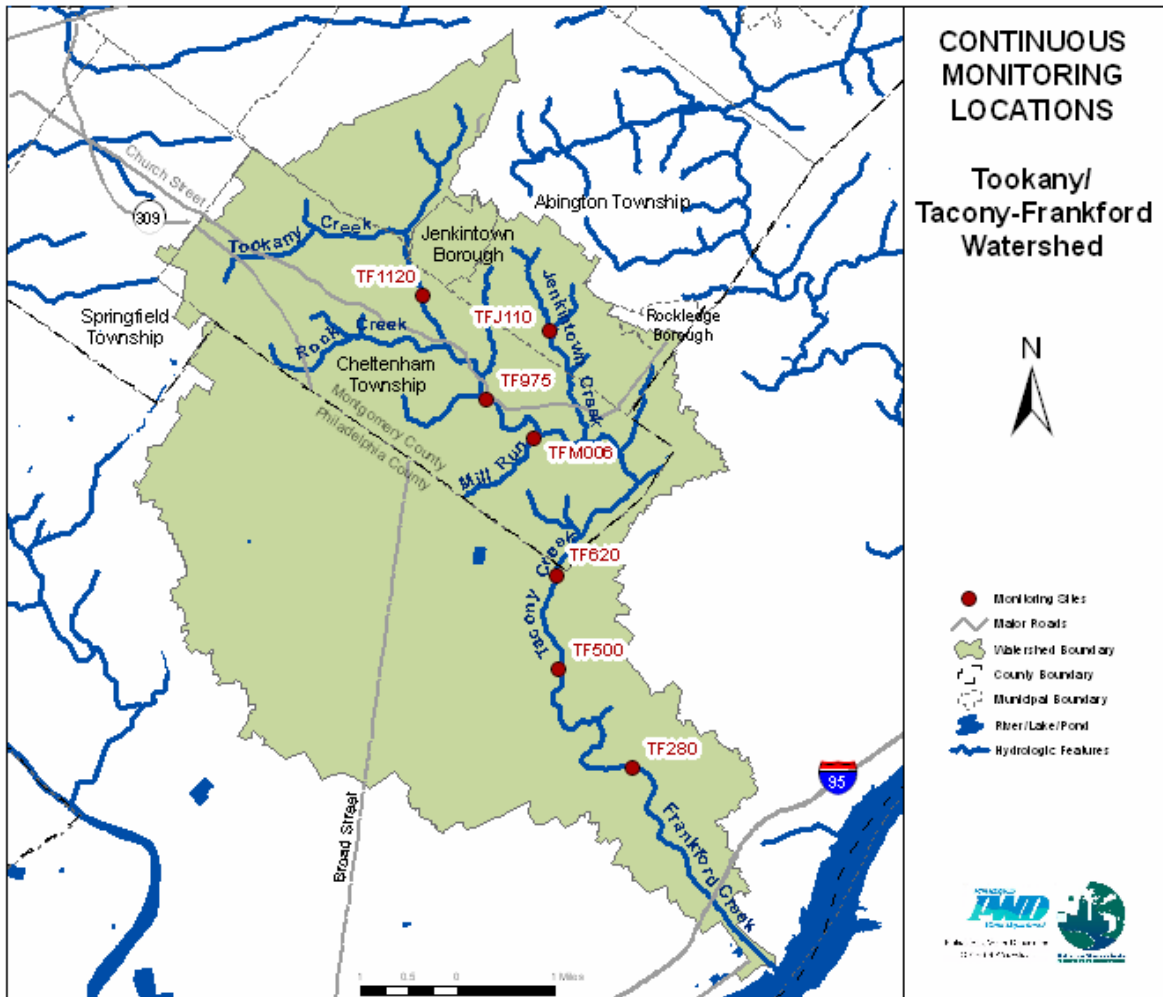 CONTINUOUS
MONITORING
LOCATIONS
Tookany/
Tacony-Frankford
Watershed
Church Street
309
Tookany Creek
Jenkintown
Borough
Abington Township
TF1120
TFJ110
Jenkintown Creek
Rockledge
Borough
Springfield
Township
Rock Creek
Cheltenham
Township
TF975
Montgomery County
Philadelphia County
Mill Run
TFM006
TF620
Tacony Creek
TF500
TF280
95
Frankford Creek
Broad Street
N
Monitoring Sites
Major Roads
Watershed Boundary
County Boundary
Municipal Boundary
River/Lake/Pond
Hydrologic Features
1 0.5 0 1 Miles
PWD